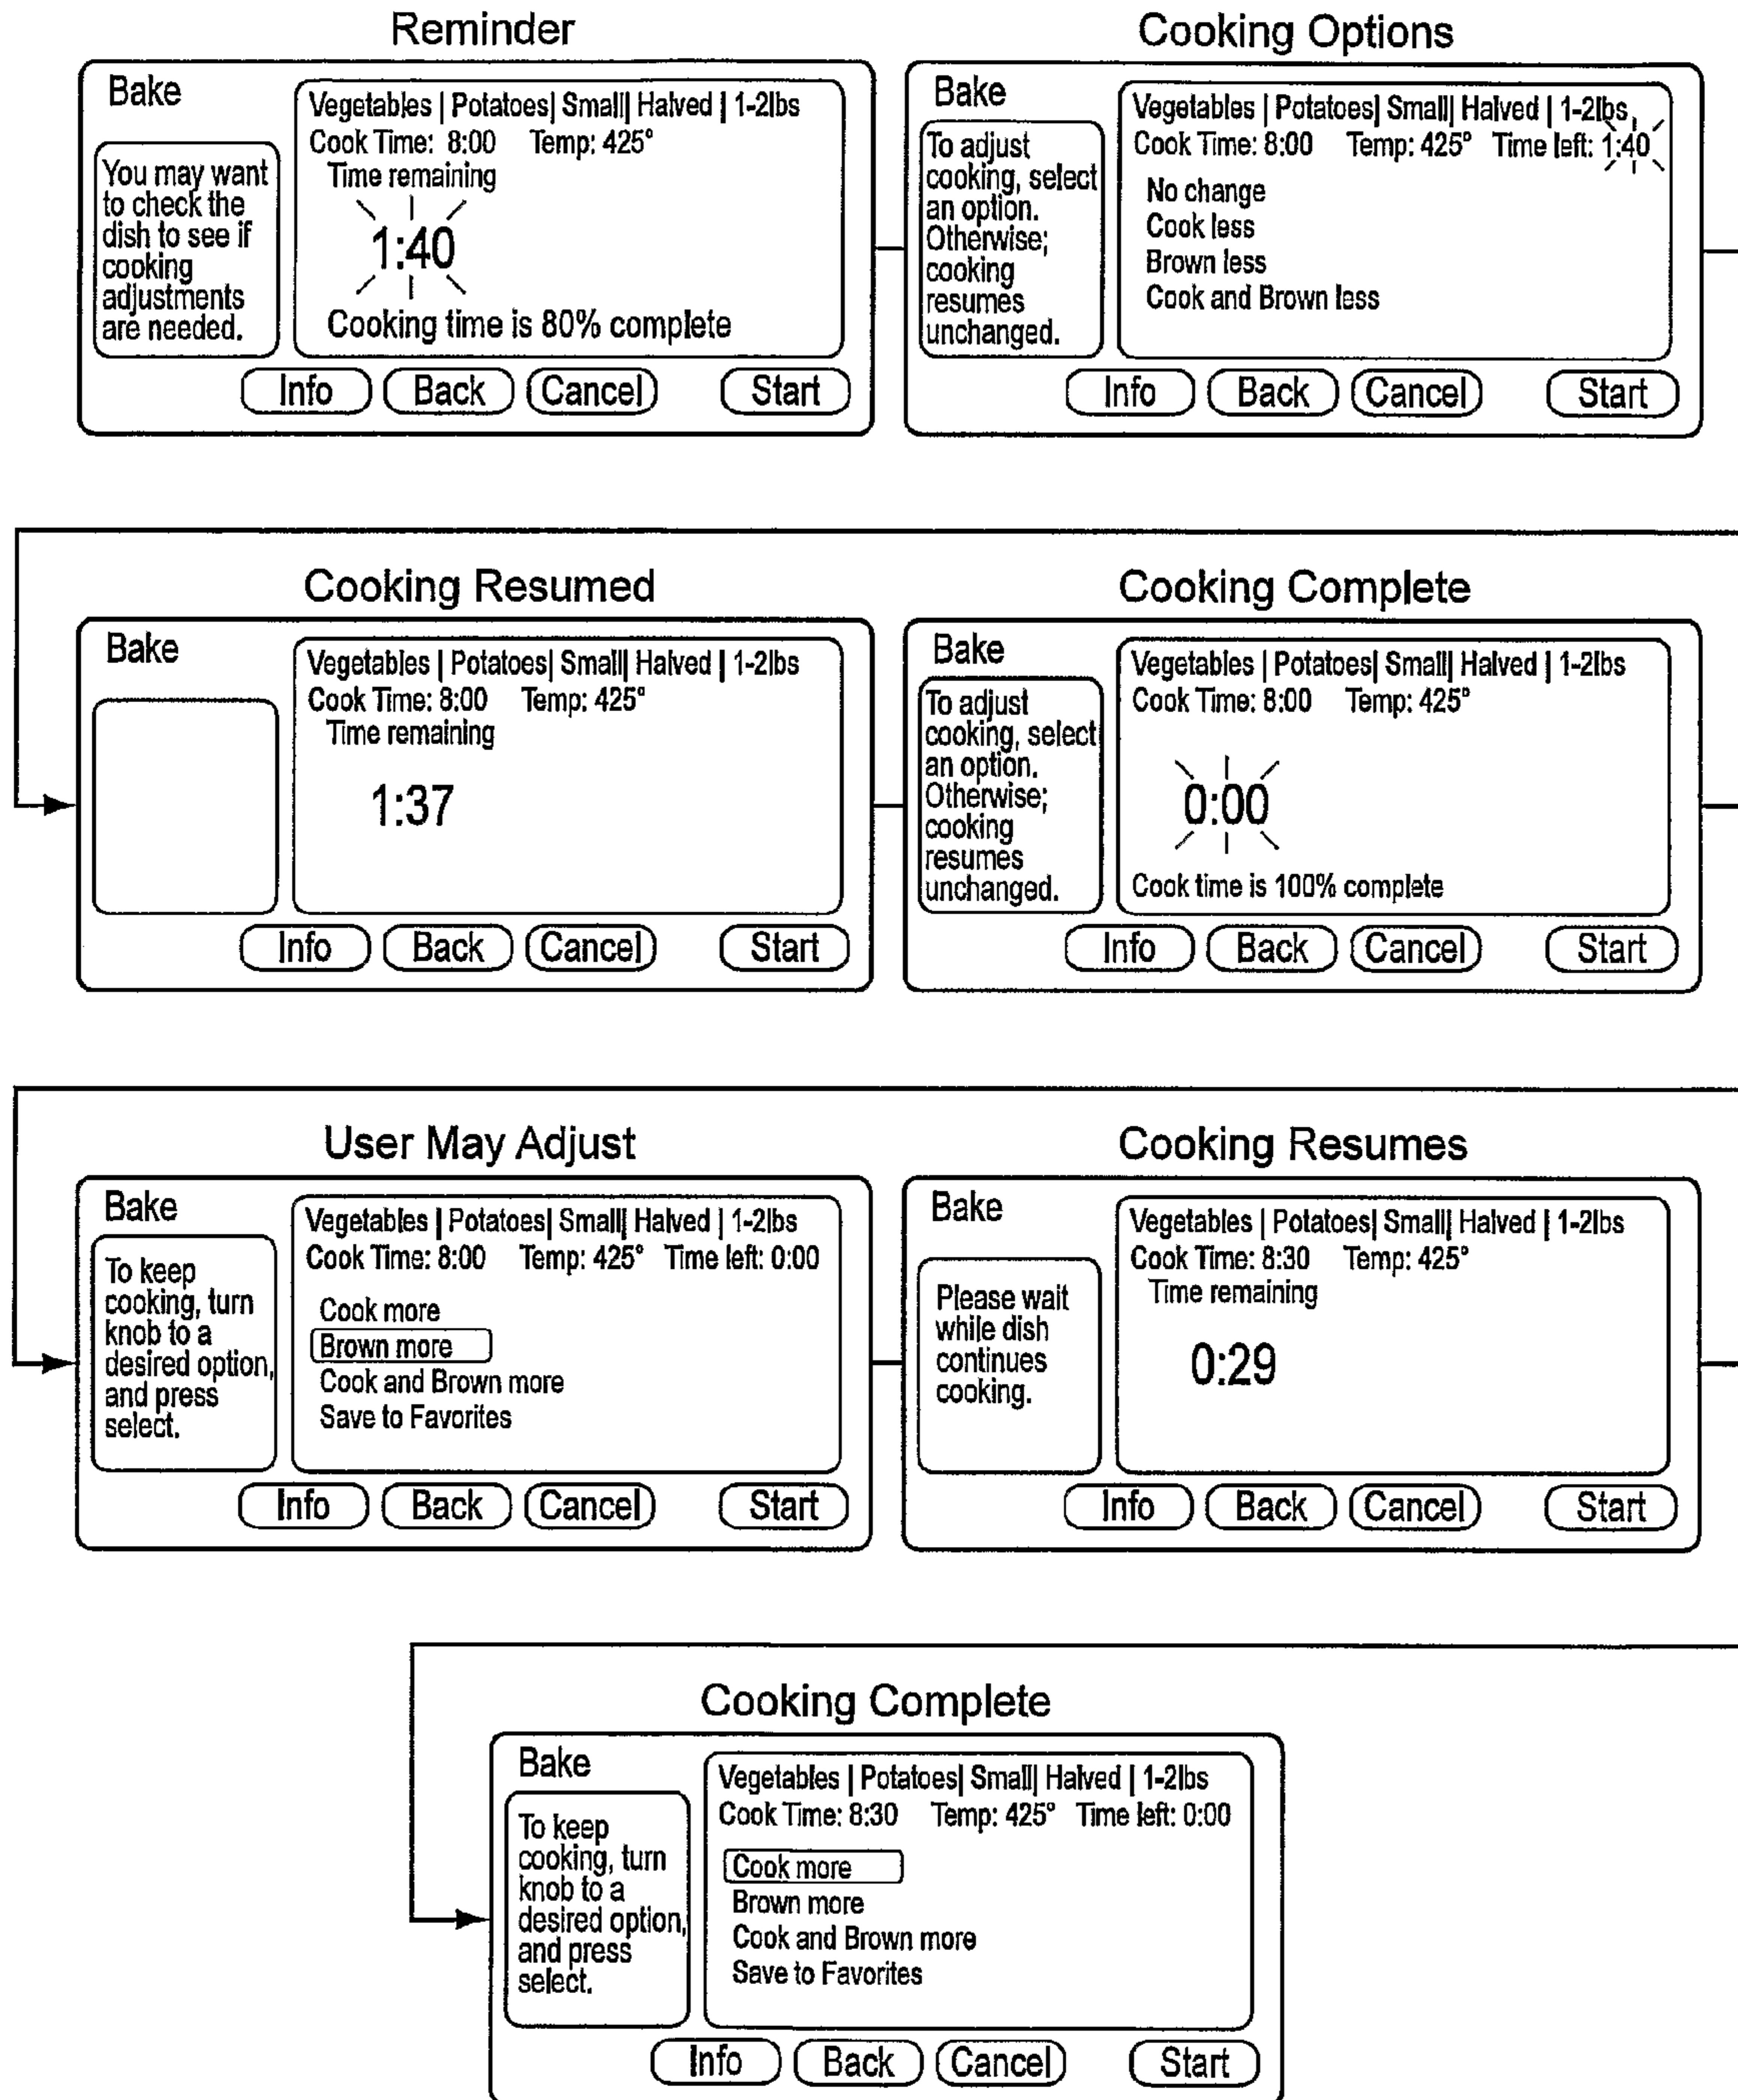 Reminder
Bake
You may want
to check the
dish to see if
cooking
adjustments
are needed.
Vegetables | Potatoes| Small| Halved | 1-2lbs
Cook Time: 8:00 Temp: 425°
Time remaining
1:40
Cooking time is 80% complete
Info Back Cancel Start
Cooking Options
Bake
To adjust
cooking, select
an option.
Otherwise;
cooking
resumes
unchanged.
Vegetables | Potatoes| Small| Halved | 1-2lbs
Cook Time: 8:00 Temp: 425° Time left: 1:40
No change
Cook less
Brown less
Cook and Brown less
Info Back Cancel Start
Cooking Resumed
Bake
Vegetables | Potatoes| Small| Halved | 1-2lbs
Cook Time: 8:00 Temp: 425°
Time remaining
1:37
Info Back Cancel Start
Cooking Complete
Bake
To adjust
cooking, select
an option.
Otherwise;
cooking
resumes
unchanged.
Vegetables | Potatoes| Small| Halved | 1-2lbs
Cook Time: 8:00 Temp: 425°
0:00
Cook time is 100% complete
Info Back Cancel Start
User May Adjust
Bake
To keep
cooking, turn
knob to a
desired option,
and press
select.
Vegetables | Potatoes| Small| Halved | 1-2lbs
Cook Time: 8:00 Temp: 425° Time left: 0:00
Cook more
Brown more
Cook and Brown more
Save to Favorites
Info Back Cancel Start
Cooking Resumes
Bake
Please wait
while dish
continues
cooking.
Vegetables | Potatoes| Small| Halved | 1-2lbs
Cook Time: 8:30 Temp: 425°
Time remaining
0:29
Info Back Cancel Start
Cooking Complete
Bake
To keep
cooking, turn
knob to a
desired option,
and press
select.
Vegetables | Potatoes| Small| Halved | 1-2lbs
Cook Time: 8:30 Temp: 425° Time left: 0:00
Cook more
Brown more
Cook and Brown more
Save to Favorites
Info Back Cancel Start